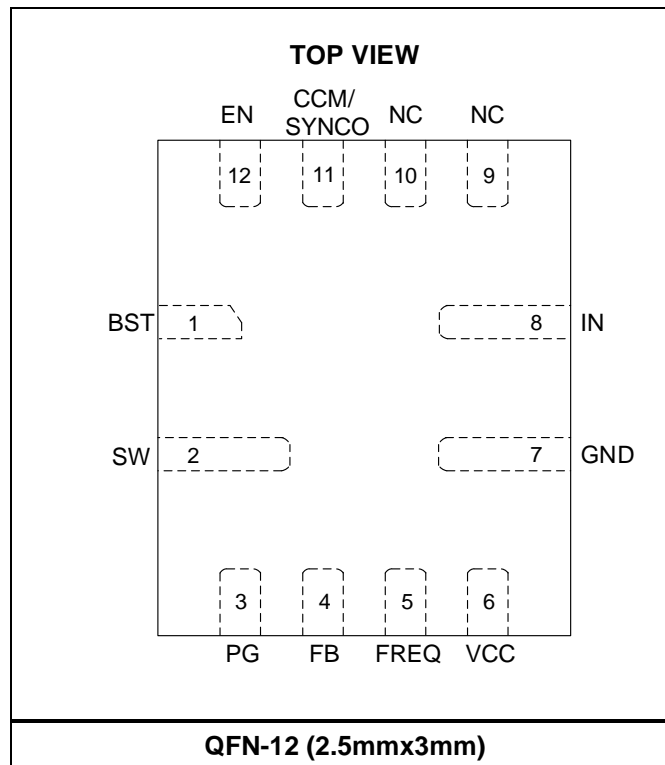 TOP VIEW
EN
CCM/
SYNCO
NC
NC
12
11
10
9
BST
1
8
IN
SW
2
7
GND
3
4
5
6
PG
FB
FREQ
VCC
QFN-12 (2.5mmx3mm)